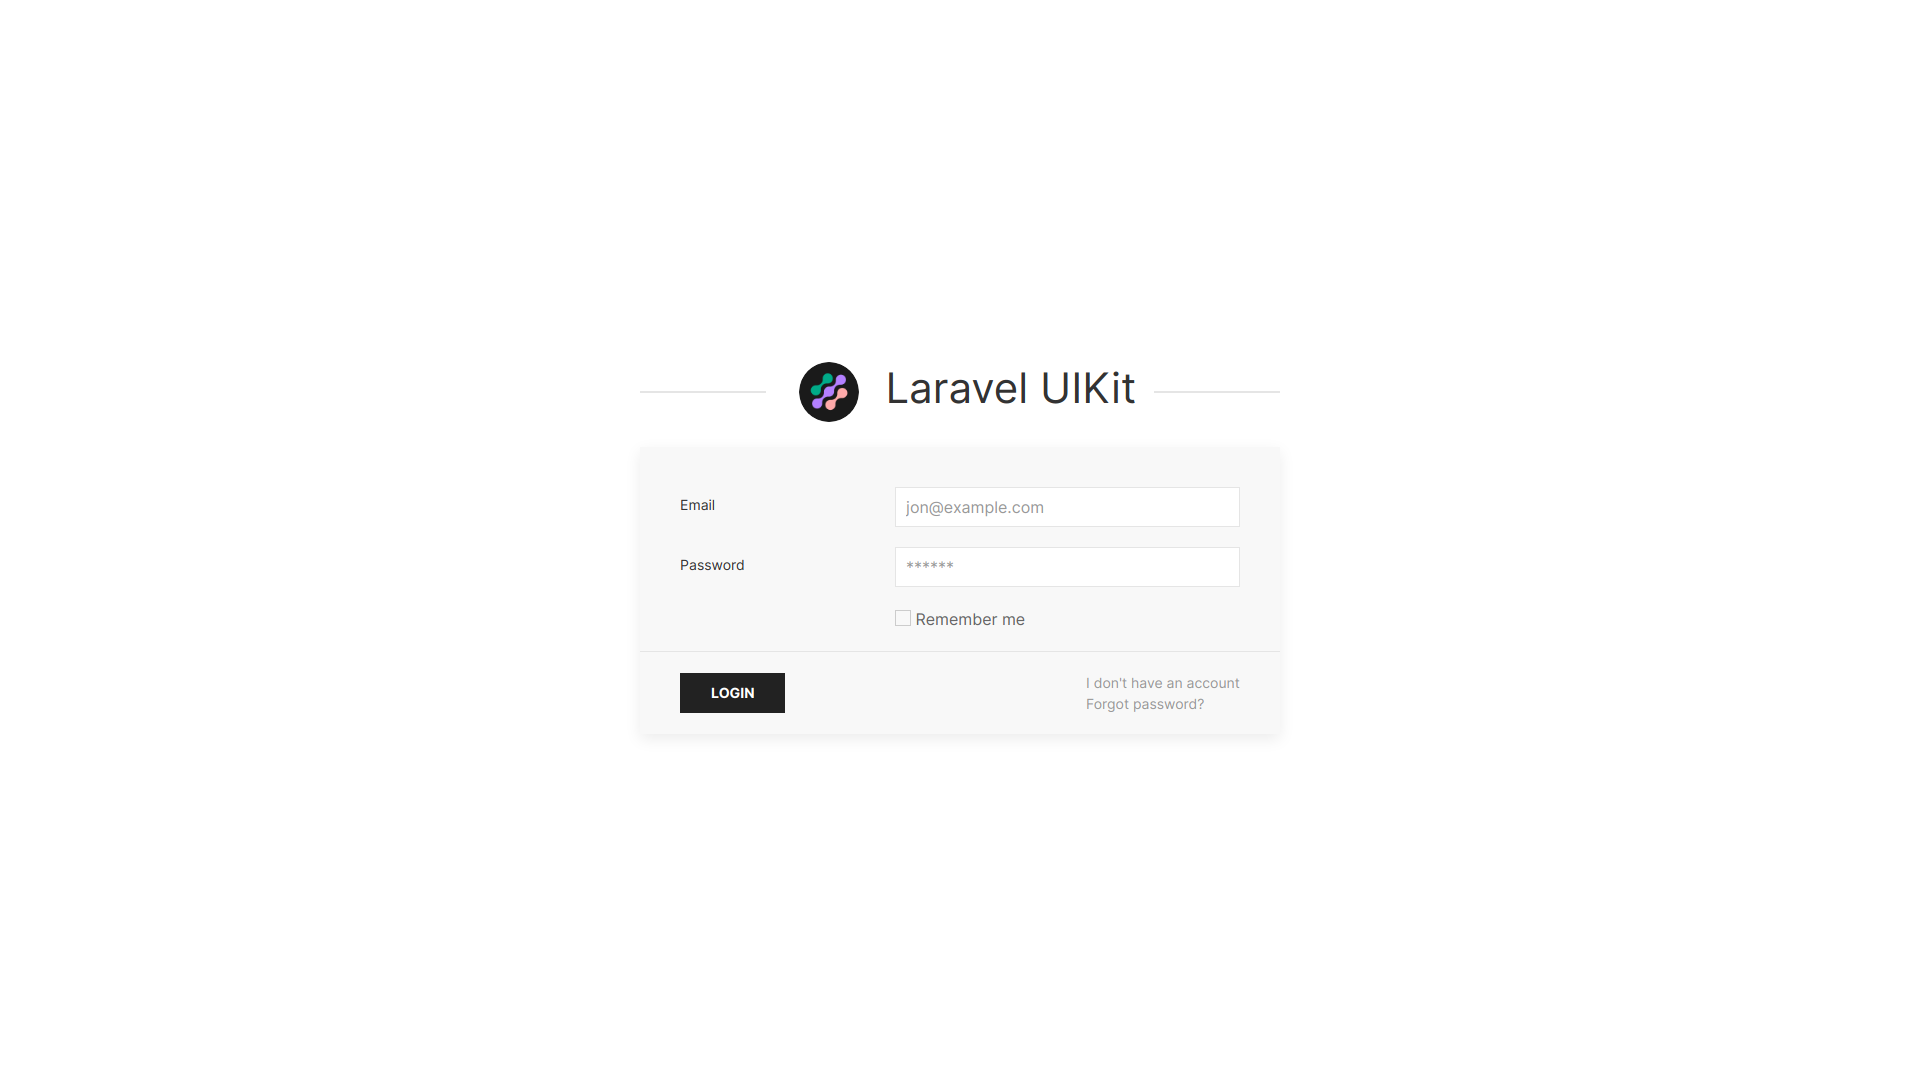 Laravel UIKit
Email
jon@example.com
Password
******
Remember me
LOGIN
I don't have an account
Forgot password?